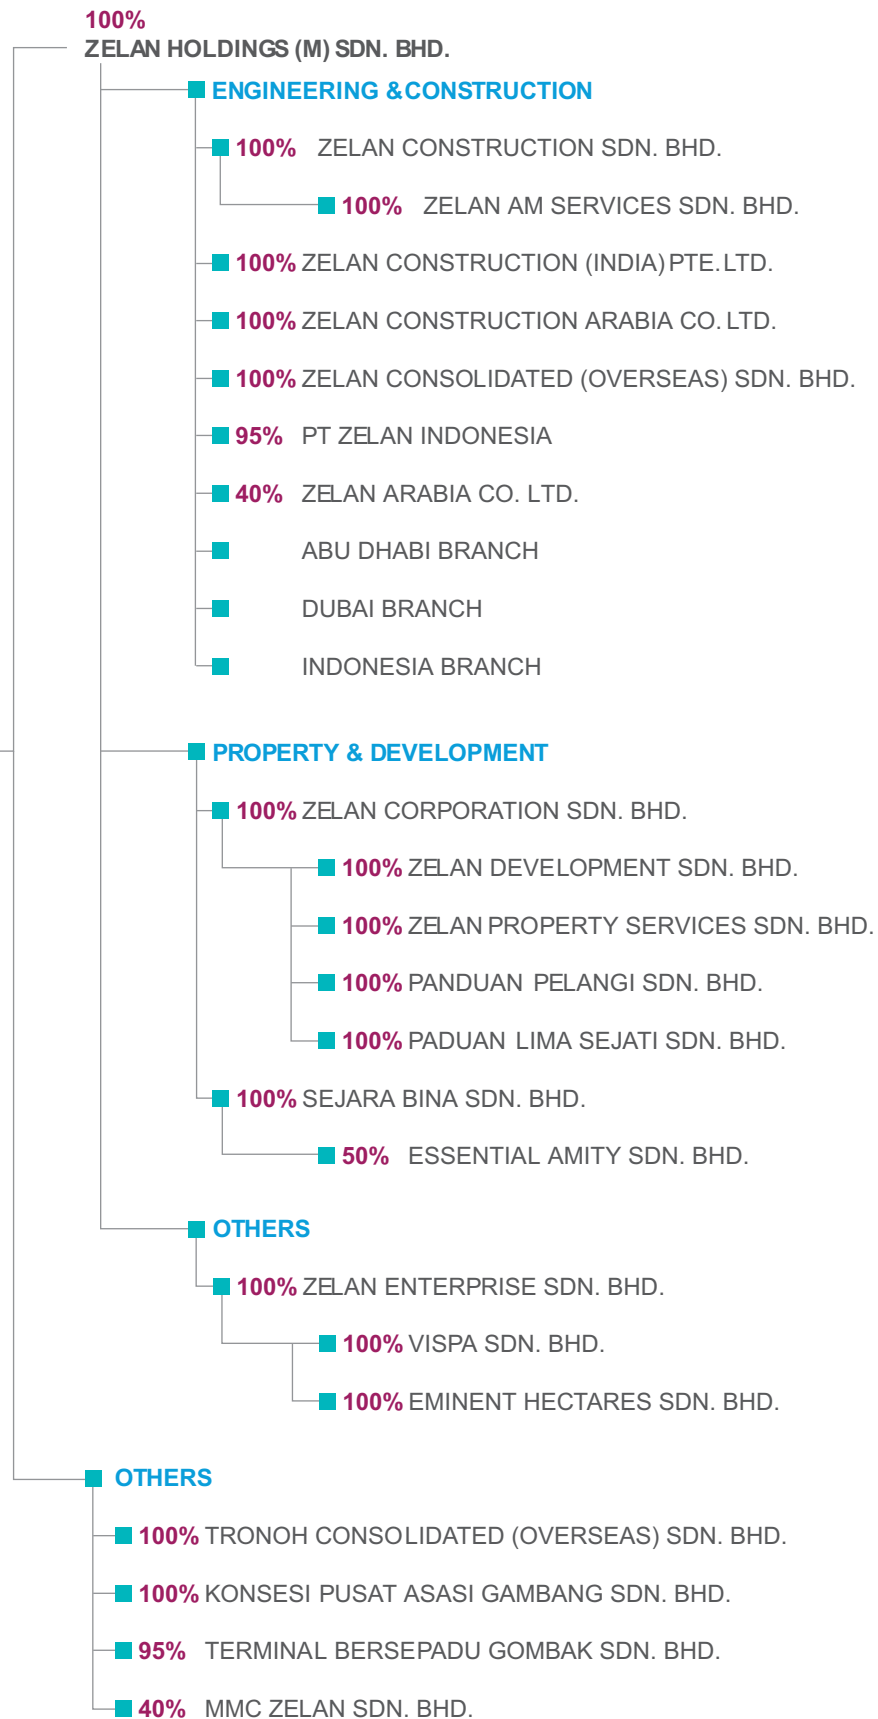 100%
ZELAN HOLDINGS (M) SDN. BHD.
ENGINEERING & CONSTRUCTION
100% ZELAN CONSTRUCTION SDN. BHD.
100% ZELAN AM SERVICES SDN. BHD.
100% ZELAN CONSTRUCTION (INDIA) PTE. LTD.
100% ZELAN CONSTRUCTION ARABIA CO. LTD.
100% ZELAN CONSOLIDATED (OVERSEAS) SDN. BHD.
95% PT ZELAN INDONESIA
40% ZELAN ARABIA CO. LTD.
ABU DHABI BRANCH
DUBAI BRANCH
INDONESIA BRANCH
PROPERTY & DEVELOPMENT
100% ZELAN CORPORATION SDN. BHD.
100% ZELAN DEVELOPMENT SDN. BHD.
100% ZELAN PROPERTY SERVICES SDN. BHD.
100% PANDUAN PELANGI SDN. BHD.
100% PADUAN LIMA SEJATI SDN. BHD.
100% SEJARA BINA SDN. BHD.
50% ESSENTIAL AMITY SDN. BHD.
OTHERS
100% ZELAN ENTERPRISE SDN. BHD.
100% VISPA SDN. BHD.
100% EMINENT HECTARES SDN. BHD.
OTHERS
100% TRONOH CONSOLIDATED (OVERSEAS) SDN. BHD.
100% KONSESI PUSAT ASASI GAMBANG SDN. BHD.
95% TERMINAL BERSEPADU GOMBAK SDN. BHD.
40% MMC ZELAN SDN. BHD.